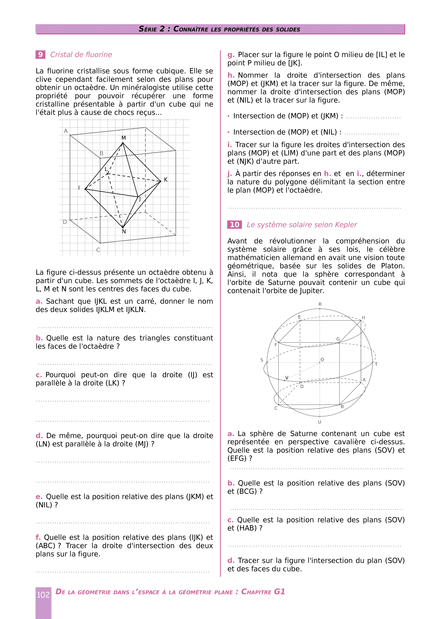 SÉRIE 2 : CONNAÎTRE LES PROPRIÉTÉS DES SOLIDES
9 Cristal de fluorine
La fluorine cristallise sous forme cubique. Elle se
clive cependant facilement selon des plans pour
obtenir un octaèdre. Un minéralogiste utilise cette
propriété pour pouvoir récupérer une forme
cristalline présentable à partir d'un cube qui ne
l'était plus à cause de chocs reçus...
A
M
B
L
K
I
J
D
N
C
La figure ci-dessus présente un octaèdre obtenu à
partir d'un cube. Les sommets de l'octaèdre I, J, K,
L, M et N sont les centres des faces du cube.
a. Sachant que IJKL est un carré, donner le nom
des deux solides IJKLM et IJKLN.
b. Quelle est la nature des triangles constituant
les faces de l'octaèdre ?
c. Pourquoi peut-on dire que la droite (IJ) est
parallèle à la droite (LK) ?
d. De même, pourquoi peut-on dire que la droite
(LN) est parallèle à la droite (MJ) ?
e. Quelle est la position relative des plans (JKM) et
(NIL) ?
f. Quelle est la position relative des plans (IJK) et
(ABC) ? Tracer la droite d'intersection des deux
plans sur la figure.
g. Placer sur la figure le point O milieu de [IL] et le
point P milieu de [JK].
h. Nommer la droite d'intersection des plans
(MOP) et (JKM) et la tracer sur la figure. De même,
nommer la droite d'intersection des plans (MOP)
et (NIL) et la tracer sur la figure.
• Intersection de (MOP) et (JKM) : ......................
• Intersection de (MOP) et (NIL) : ......................
i. Tracer sur la figure les droites d'intersection des
plans (MOP) et (LIM) d'une part et des plans (MOP)
et (NJK) d'autre part.
j. À partir des réponses en h. et en i., déterminer
la nature du polygone délimitant la section entre
le plan (MOP) et l'octaèdre.
10 Le système solaire selon Kepler
Avant de révolutionner la compréhension du
système solaire grâce à ses lois, le célèbre
mathématicien allemand en avait une vision toute
géométrique, basée sur les solides de Platon.
Ainsi, il nota que la sphère correspondant à
l'orbite de Saturne pouvait contenir un cube qui
contenait l'orbite de Jupiter.
R
E
H
F
G
S
O
T
V
D
A
C
B
U
a. La sphère de Saturne contenant un cube est
représentée en perspective cavalière ci-dessus.
Quelle est la position relative des plans (SOV) et
(EFG) ?
b. Quelle est la position relative des plans (SOV)
et (BCG) ?
c. Quelle est la position relative des plans (SOV)
et (HAB) ?
d. Tracer sur la figure l'intersection du plan (SOV)
et des faces du cube.
102 DE LA GÉOMÉTRIE DANS L'ESPACE À LA GÉOMÉTRIE PLANE : CHAPITRE G1